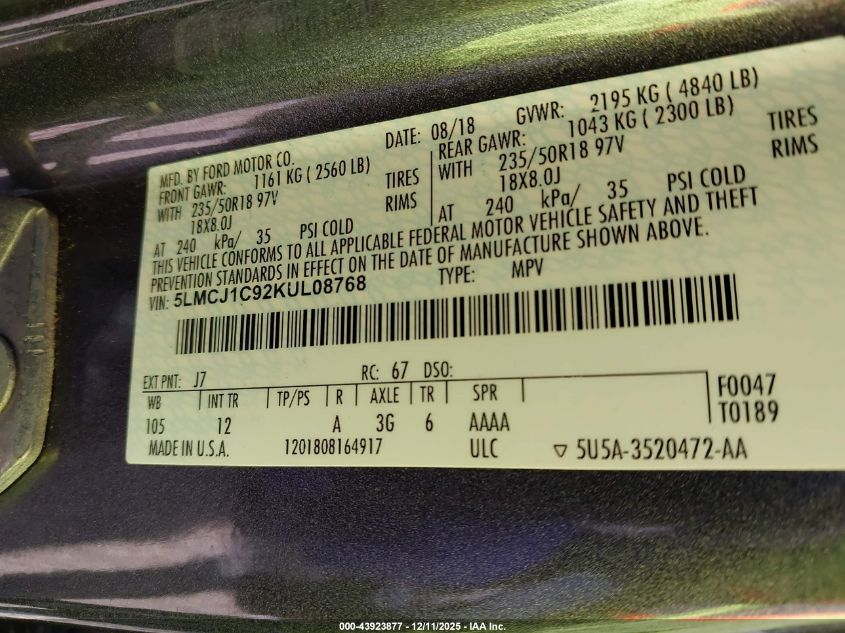 MFD. BY FORD MOTOR CO. DATE: 08/18 GVWR: 2195 KG ( 4840 LB)
FRONT GAWR: 1161 KG ( 2560 LB) REAR GAWR: 1043 KG ( 2300 LB)
WITH 235/50R18 97V TIRES WITH 235/50R18 97V TIRES
18X8.0J RIMS 18X8.0J RIMS
AT 240 kPa/ 35 PSI COLD AT 240 kPa/ 35 PSI COLD
THIS VEHICLE CONFORMS TO ALL APPLICABLE FEDERAL MOTOR VEHICLE SAFETY AND THEFT
PREVENTION STANDARDS IN EFFECT ON THE DATE OF MANUFACTURE SHOWN ABOVE.
VIN: 5LMCJ1C92KUL08768 TYPE: MPV
EXT PNT: J7 RC: 67 DSO:
WB INT TR TP/PS R AXLE TR SPR F0047
105 12 A 3G 6 AAAA T0189
MADE IN U.S.A. 1201808164917 ULC ▽ 5U5A-3520472-AA
000-43923877 - 12/11/2025 - IAA Inc.